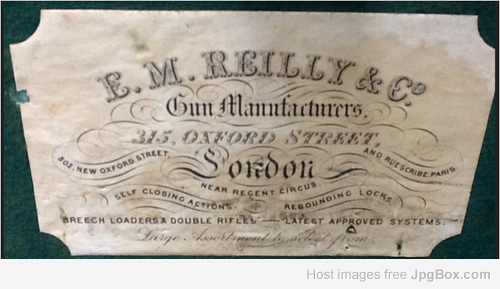 E. M. REILLY & Co
Gun Manufacturers,
315, OXFORD STREET,
502, NEW OXFORD STREET,
London
AND RUE SCRIBE, PARIS.
NEAR REGENT CIRCUS
SELF CLOSING ACTIONS
REBOUNDING LOCKS
BREECH LOADERS & DOUBLE RIFLES — LATEST APPROVED SYSTEMS.
Large Assortment to select from
Host images free JpgBox.com